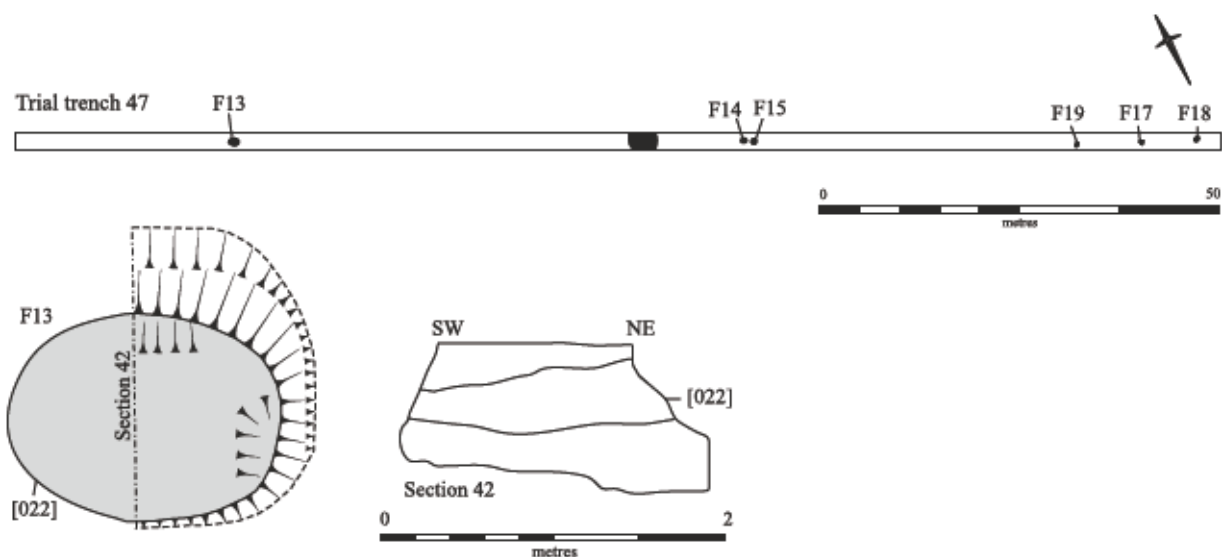 Trial trench 47
F13
F14
F15
F19
F17
F18
0
50
metres
F13
Section 42
[022]
SW
NE
[022]
Section 42
0
2
metres